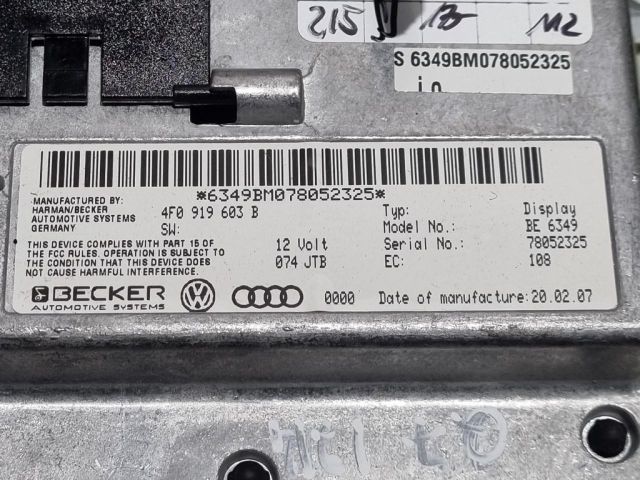 215
M2
S 6349BM078052325
*6349BM078052325*
MANUFACTURED BY:
HARMAN/BECKER
AUTOMOTIVE SYSTEMS
GERMANY
4F0 919 603 B
SW:
Typ: Display
Model No.: BE 6349
Serial No.: 78052325
EC: 108
THIS DEVICE COMPLIES WITH PART 15 OF
THE FCC RULES. OPERATION IS SUBJECT TO
THE CONDITION THAT THIS DEVICE DOES
NOT CAUSE HARMFUL INTERFERENCE.
12 Volt
074 JTB
BECKER
AUTOMOTIVE SYSTEMS
0000
Date of manufacture: 20.02.07